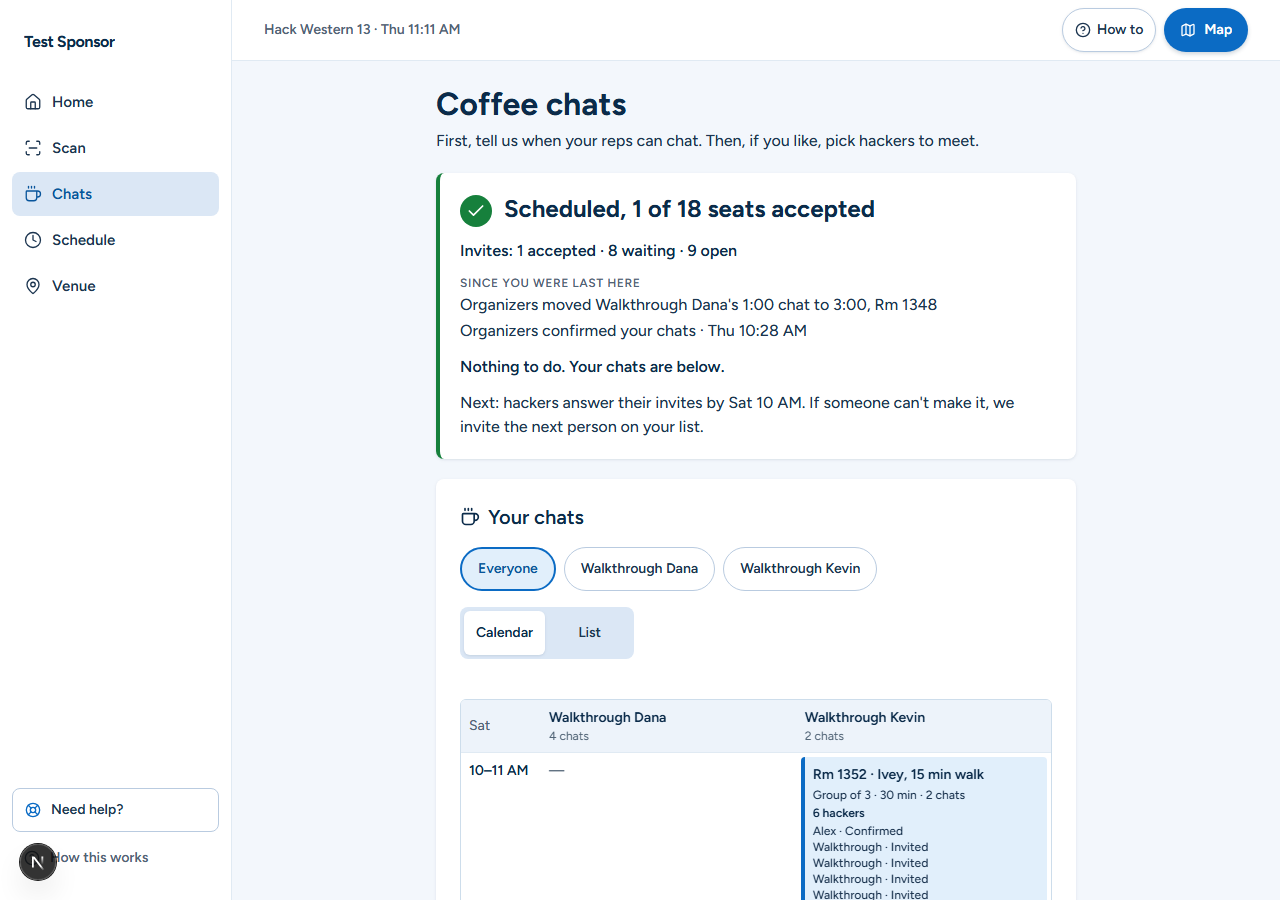 Test Sponsor
Home
Scan
Chats
Schedule
Venue
Need help?
How this works
N
Hack Western 13 · Thu 11:11 AM
How to
Map
Coffee chats
First, tell us when your reps can chat. Then, if you like, pick hackers to meet.
Scheduled, 1 of 18 seats accepted
Invites: 1 accepted · 8 waiting · 9 open
SINCE YOU WERE LAST HERE
Organizers moved Walkthrough Dana's 1:00 chat to 3:00, Rm 1348
Organizers confirmed your chats · Thu 10:28 AM
Nothing to do. Your chats are below.
Next: hackers answer their invites by Sat 10 AM. If someone can't make it, we
invite the next person on your list.
Your chats
Everyone
Walkthrough Dana
Walkthrough Kevin
Calendar
List
Sat
Walkthrough Dana
4 chats
Walkthrough Kevin
2 chats
10–11 AM
—
Rm 1352 · Ivey, 15 min walk
Group of 3 · 30 min · 2 chats
6 hackers
Alex · Confirmed
Walkthrough · Invited
Walkthrough · Invited
Walkthrough · Invited
Walkthrough · Invited